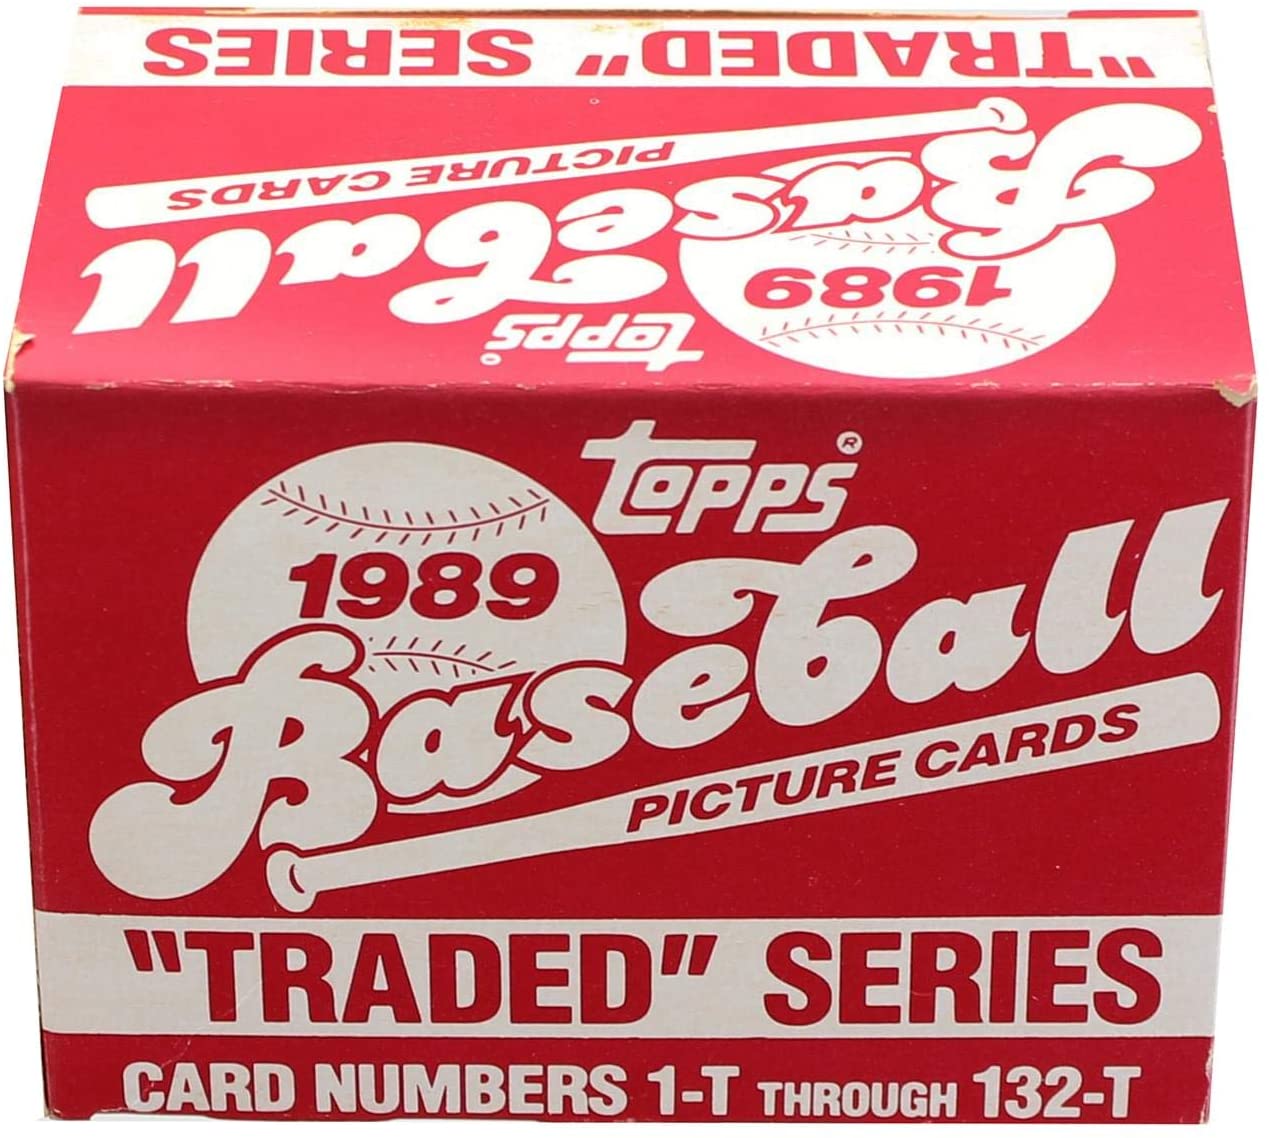 "TRADED" SERIES
PICTURE CARDS
Baseball
1989
TOPPS
TOPPS®
1989
Baseball
PICTURE CARDS
"TRADED" SERIES
CARD NUMBERS 1-T THROUGH 132-T